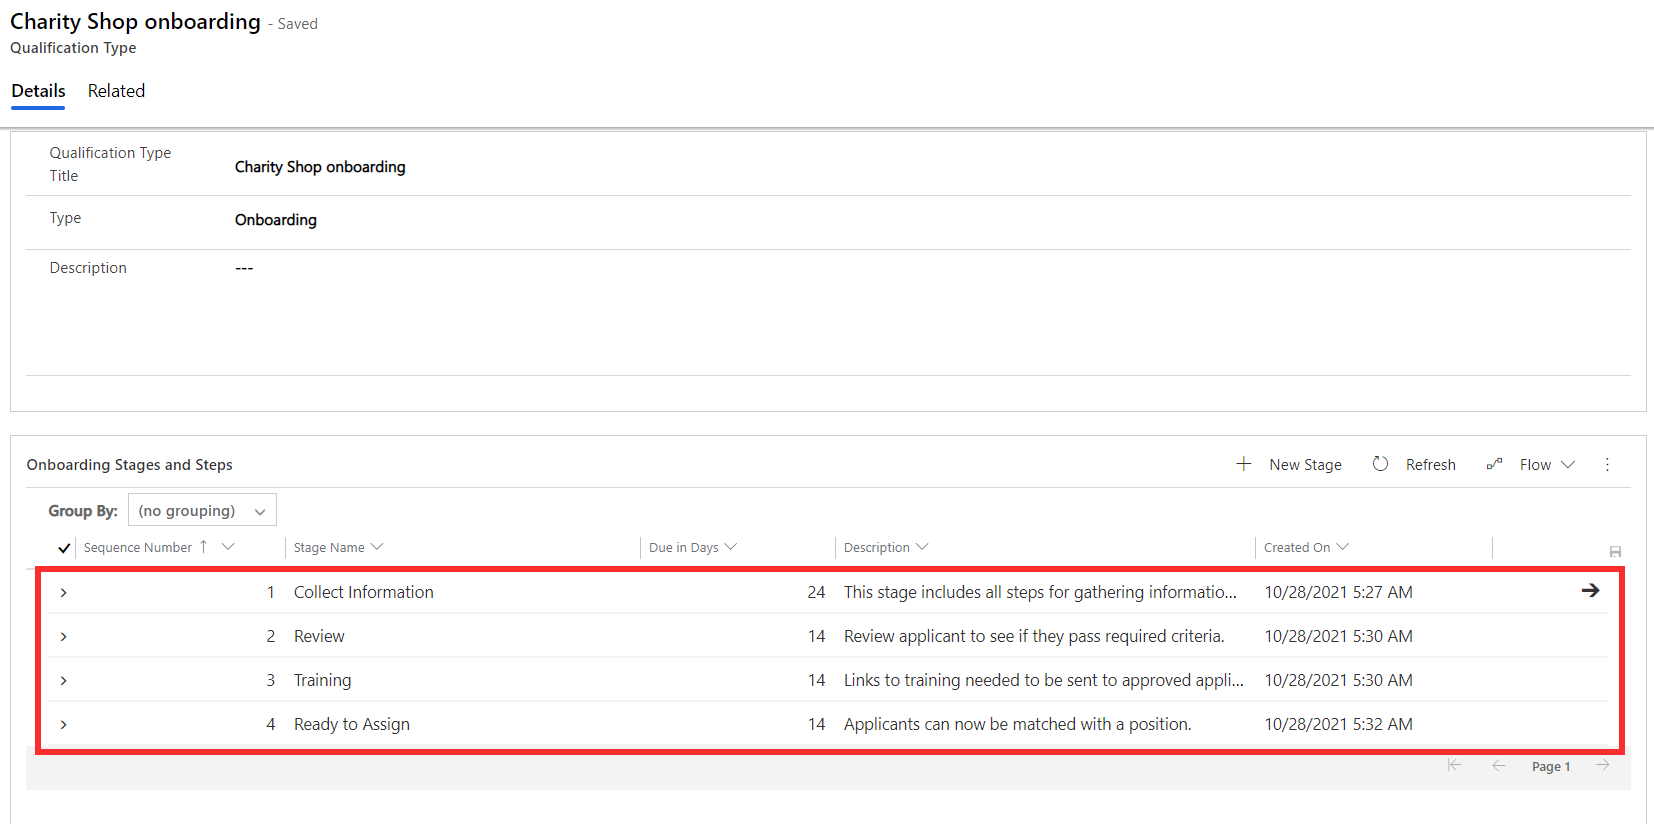 Charity Shop onboarding - Saved
Qualification Type
Details Related
Qualification Type
Title
Charity Shop onboarding
Type Onboarding
Description ---
Onboarding Stages and Steps New Stage Refresh Flow
Group By: (no grouping)
Sequence Number Stage Name Due in Days Description Created On
1 Collect Information 24 This stage includes all steps for gathering informatio... 10/28/2021 5:27 AM
2 Review 14 Review applicant to see if they pass required criteria. 10/28/2021 5:30 AM
3 Training 14 Links to training needed to be sent to approved appli... 10/28/2021 5:30 AM
4 Ready to Assign 14 Applicants can now be matched with a position. 10/28/2021 5:32 AM
Page 1